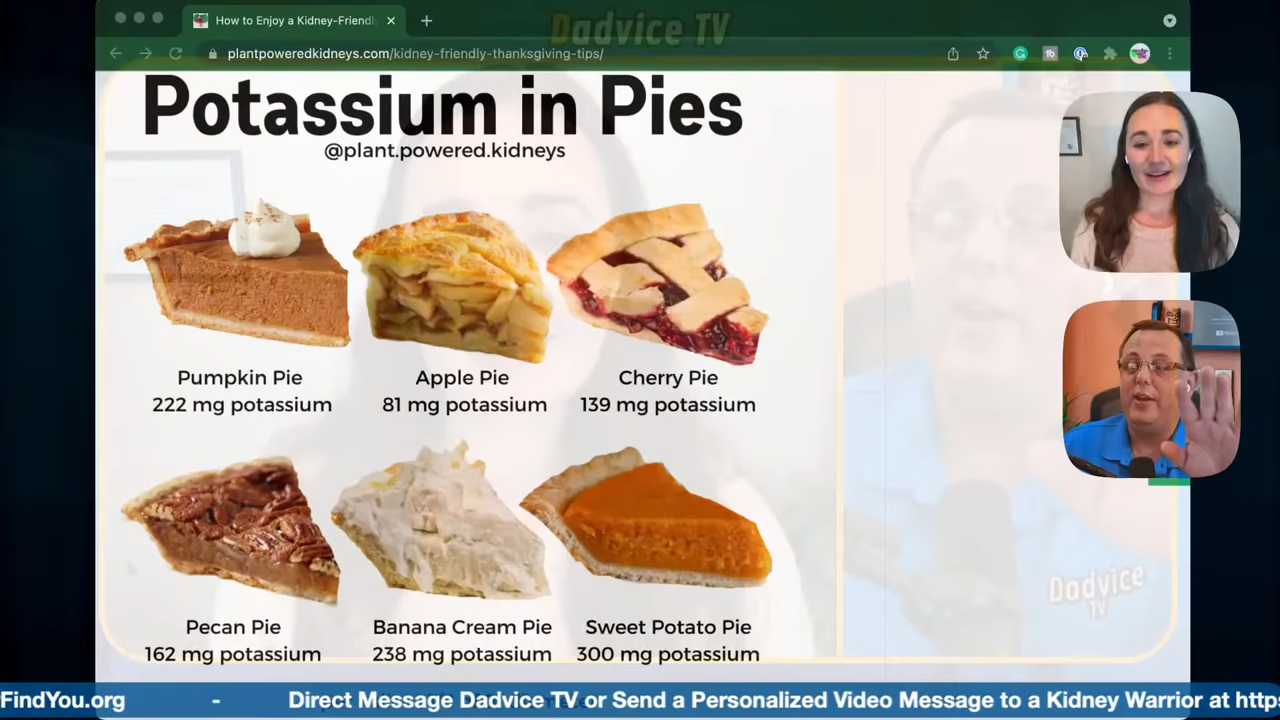 Dadvice TV
How to Enjoy a Kidney-Friendl
plantpoweredkidneys.com/kidney-friendly-thanksgiving-tips/
Potassium in Pies
@plant.powered.kidneys
Pumpkin Pie
222 mg potassium
Apple Pie
81 mg potassium
Cherry Pie
139 mg potassium
Pecan Pie
162 mg potassium
Banana Cream Pie
238 mg potassium
Sweet Potato Pie
300 mg potassium
Dadvice
TV
FindYou.org - Direct Message Dadvice TV or Send a Personalized Video Message to a Kidney Warrior at http